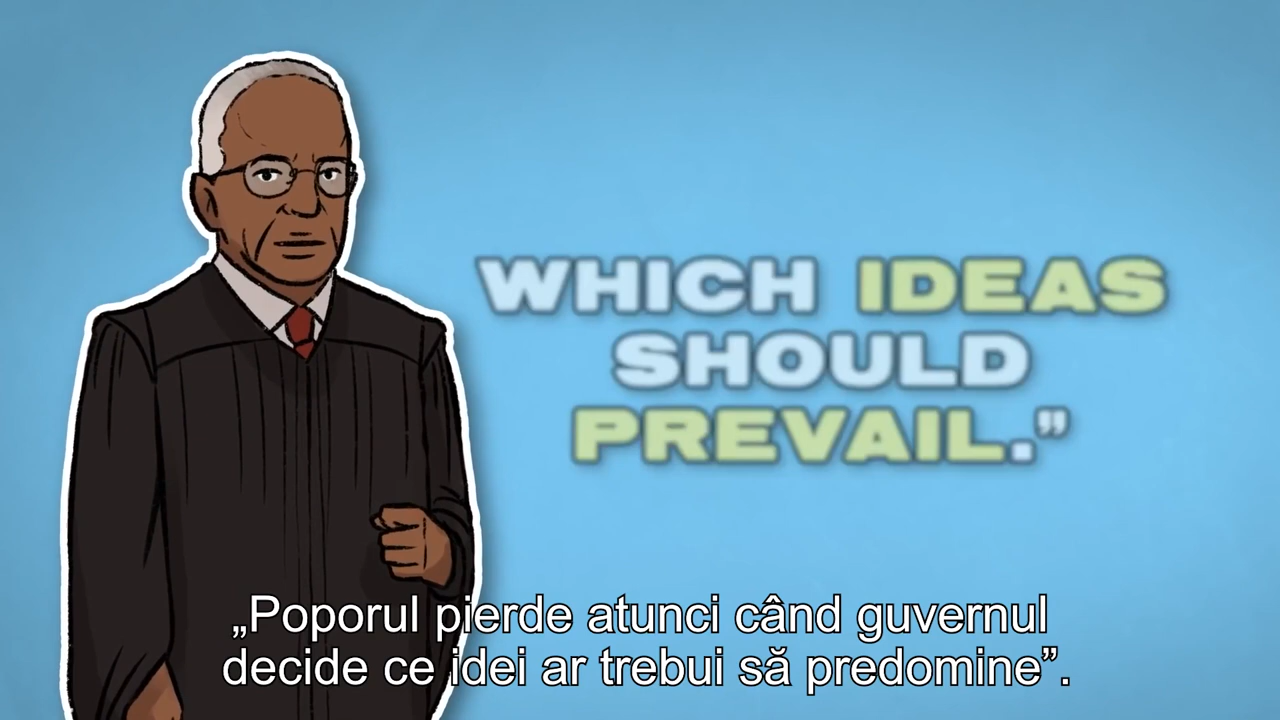 WHICH IDEAS
SHOULD
PREVAIL.”
„Poporul pierde atunci când guvernul
decide ce idei ar trebui să predomine”.